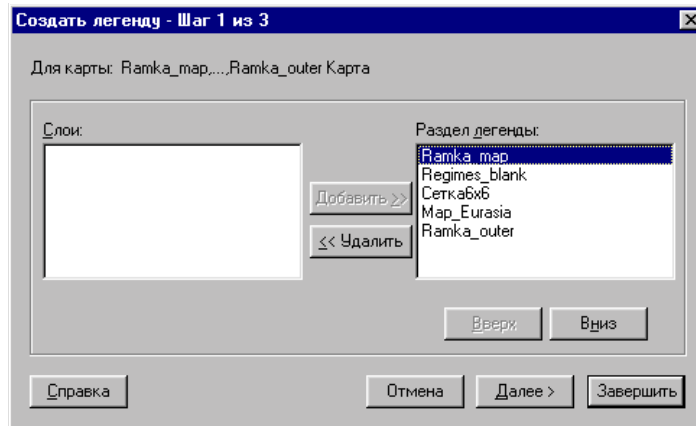 Создать легенду - Шаг 1 из 3
Для карты: Ramka_map,...,Ramka_outer Карта
Слои:
Раздел легенды:
Ramka_map
Regimes_blank
Сетка6x6
Map_Eurasia
Ramka_outer
Добавить >>
<< Удалить
Вверх
Вниз
Справка
Отмена
Далее >
Завершить